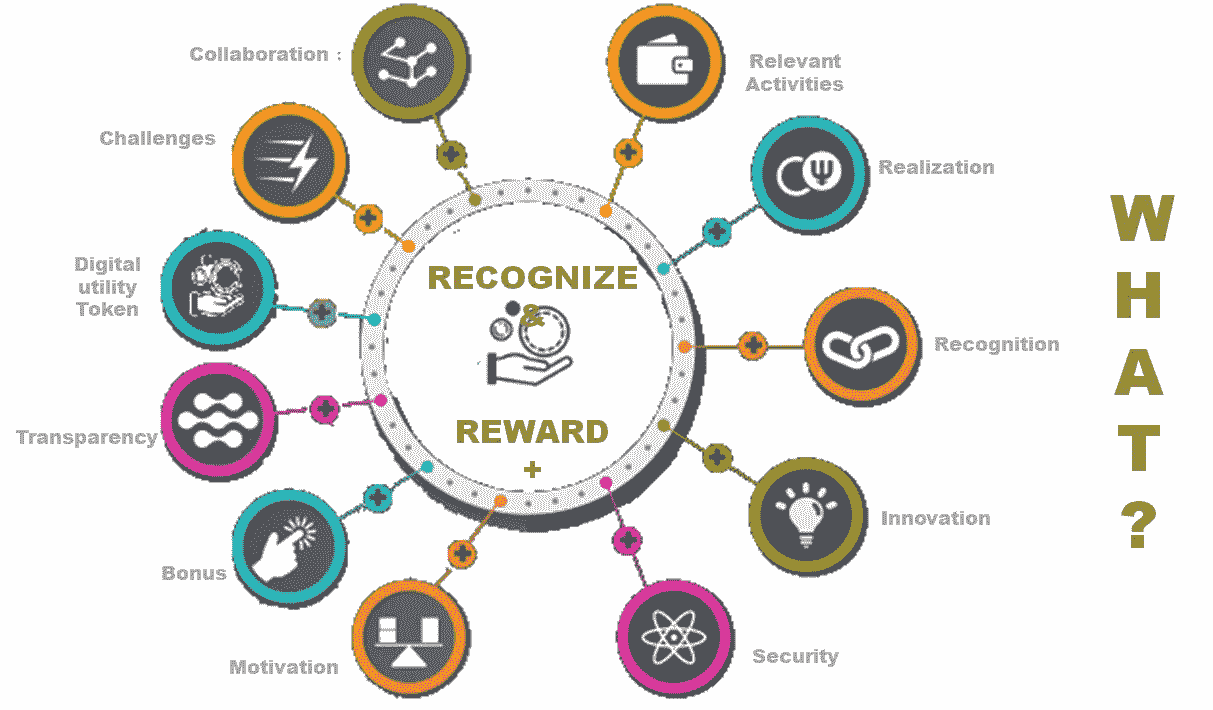 Collaboration :
Relevant
Activities
Challenges
Realization
Digital
utility
Token
RECOGNIZE
&
REWARD
+
Recognition
Transparency
Innovation
Bonus
Motivation
Security
W
H
A
T
?